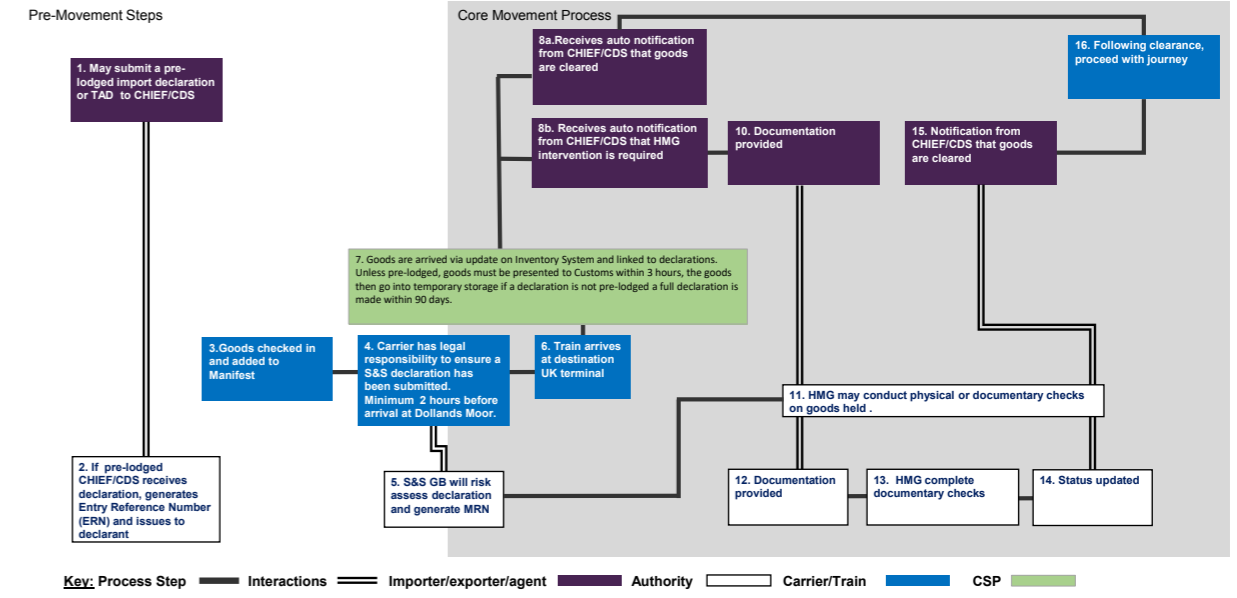 Pre-Movement Steps
Core Movement Process
1. May submit a pre-
lodged import declaration
or TAD to CHIEF/CDS
8a.Receives auto notification
from CHIEF/CDS that goods
are cleared
16. Following clearance,
proceed with journey
8b. Receives auto notification
from CHIEF/CDS that HMG
intervention is required
10. Documentation
provided
15. Notification from
CHIEF/CDS that goods
are cleared
7. Goods are arrived via update on Inventory System and linked to declarations.
Unless pre-lodged, goods must be presented to Customs within 3 hours, the goods
then go into temporary storage if a declaration is not pre-lodged a full declaration is
made within 90 days.
3.Goods checked in
and added to
Manifest
4. Carrier has legal
responsibility to ensure a
S&S declaration has
been submitted.
Minimum 2 hours before
arrival at Dollands Moor.
6. Train arrives
at destination
UK terminal
11. HMG may conduct physical or documentary checks
on goods held .
2. If pre-lodged
CHIEF/CDS receives
declaration, generates
Entry Reference Number
(ERN) and issues to
declarant
5. S&S GB will risk
assess declaration
and generate MRN
12. Documentation
provided
13. HMG complete
documentary checks
14. Status updated
Key: Process Step Interactions Importer/exporter/agent Authority Carrier/Train CSP